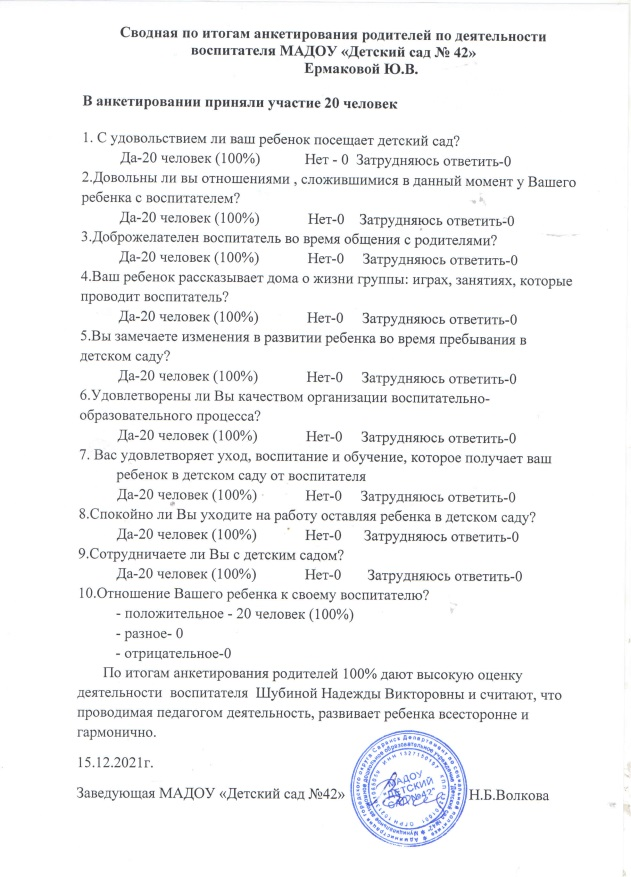 Сводная по итогам анкетирования родителей по деятельности
воспитателя МАДОУ «Детский сад № 42»
Ермаковой Ю.В.
В анкетировании приняли участие 20 человек
1. С удовольствием ли ваш ребенок посещает детский сад?
Да-20 человек (100%) Нет - 0 Затрудняюсь ответить-0
2.Довольны ли вы отношениями , сложившимися в данный момент у Вашего
ребенка с воспитателем?
Да-20 человек (100%) Нет-0 Затрудняюсь ответить-0
3.Доброжелателен воспитатель во время общения с родителями?
Да-20 человек (100%) Нет-0 Затрудняюсь ответить-0
4.Ваш ребенок рассказывает дома о жизни группы: играх, занятиях, которые
проводит воспитатель?
Да-20 человек (100%) Нет-0 Затрудняюсь ответить-0
5.Вы замечаете изменения в развитии ребенка во время пребывания в
детском саду?
Да-20 человек (100%) Нет-0 Затрудняюсь ответить-0
6.Удовлетворены ли Вы качеством организации воспитательно-
образовательного процесса?
Да-20 человек (100%) Нет-0 Затрудняюсь ответить-0
7. Вас удовлетворяет уход, воспитание и обучение, которое получает ваш
ребенок в детском саду от воспитателя
Да-20 человек (100%) Нет-0 Затрудняюсь ответить-0
8.Спокойно ли Вы уходите на работу оставляя ребенка в детском саду?
Да-20 человек (100%) Нет-0 Затрудняюсь ответить-0
9.Сотрудничаете ли Вы с детским садом?
Да-20 человек (100%) Нет-0 Затрудняюсь ответить-0
10.Отношение Вашего ребенка к своему воспитателю?
- положительное - 20 человек (100%)
- разное- 0
- отрицательное-0
По итогам анкетирования родителей 100% дают высокую оценку
деятельности воспитателя Шубиной Надежды Викторовны и считают, что
проводимая педагогом деятельность, развивает ребенка всесторонне и
гармонично.
15.12.2021г.
Заведующая МАДОУ «Детский сад №42» Н.Б.Волкова
МАДОУ
"ДЕТСКИЙ
САД №42"